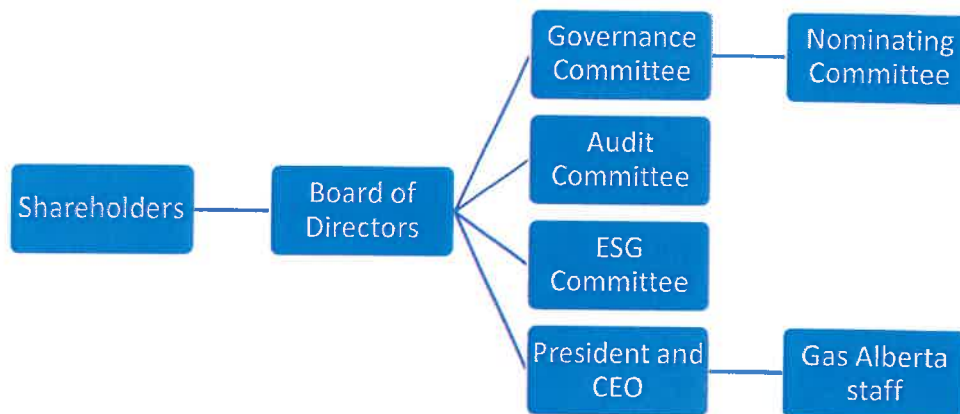 Governance
Committee
Nominating
Committee
Audit
Committee
Shareholders
Board of
Directors
ESG
Committee
President and
CEO
Gas Alberta
staff